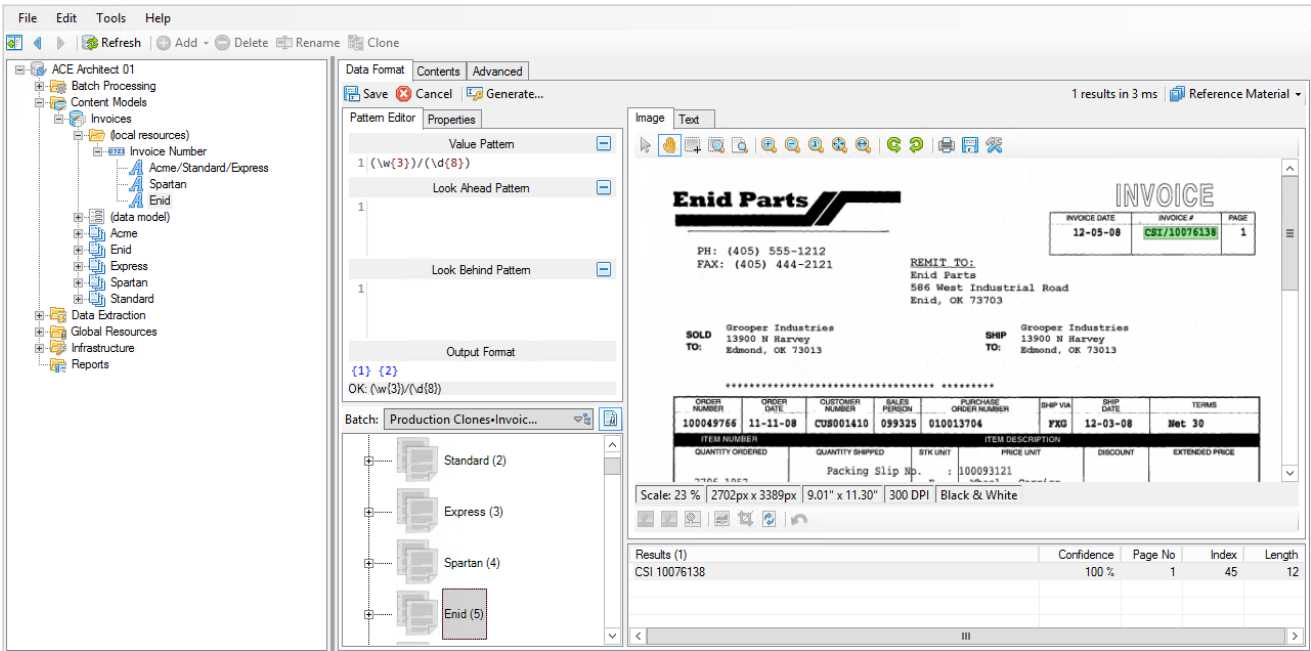 File Edit Tools Help
Refresh Add Delete Rename Clone
ACE Architect 01
Batch Processing
Content Models
Invoices
(local resources)
Invoice Number
Acme/Standard/Express
Spartan
Enid
(data model)
Acme
Enid
Express
Spartan
Standard
Data Extraction
Global Resources
Infrastructure
Reports
Data Format Contents Advanced
Save Cancel Generate... 1 results in 3 ms Reference Material
Pattern Editor Properties
Value Pattern
1 (\w{3})/(\d{8})
Look Ahead Pattern
1
Look Behind Pattern
1
Output Format
{1} {2}
OK: (\w{3})/(\d{8})
Batch: Production Clones•Invoic...
Standard (2)
Express (3)
Spartan (4)
Enid (5)
Image Text
Enid Parts
INVOICE
INVOICE DATE INVOICE # PAGE
12-05-08 CSI/10076138 1
PH: (405) 555-1212
FAX: (405) 444-2121
REMIT TO:
Enid Parts
586 West Industrial Road
Enid, OK 73703
SOLD TO: Grooper Industries
13900 N Harvey
Edmond, OK 73013
SHIP TO: Grooper Industries
13900 N Harvey
Edmond, OK 73013
ORDER NUMBER ORDER DATE CUSTOMER NUMBER SALES PERSON PURCHASE ORDER NUMBER SHIP VIA SHIP DATE TERMS
100049766 11-11-08 CUS001410 099325 010013704 FXG 12-03-08 Net 30
ITEM NUMBER ITEM DESCRIPTION
QUANTITY ORDERED QUANTITY SHIPPED STK UNIT PRICE UNIT DISCOUNT EXTENDED PRICE
Packing Slip No. : 100093121
Scale: 23 % 2702px x 3389px 9.01" x 11.30" 300 DPI Black & White
Results (1) Confidence Page No Index Length
CSI 10076138 100 % 1 45 12